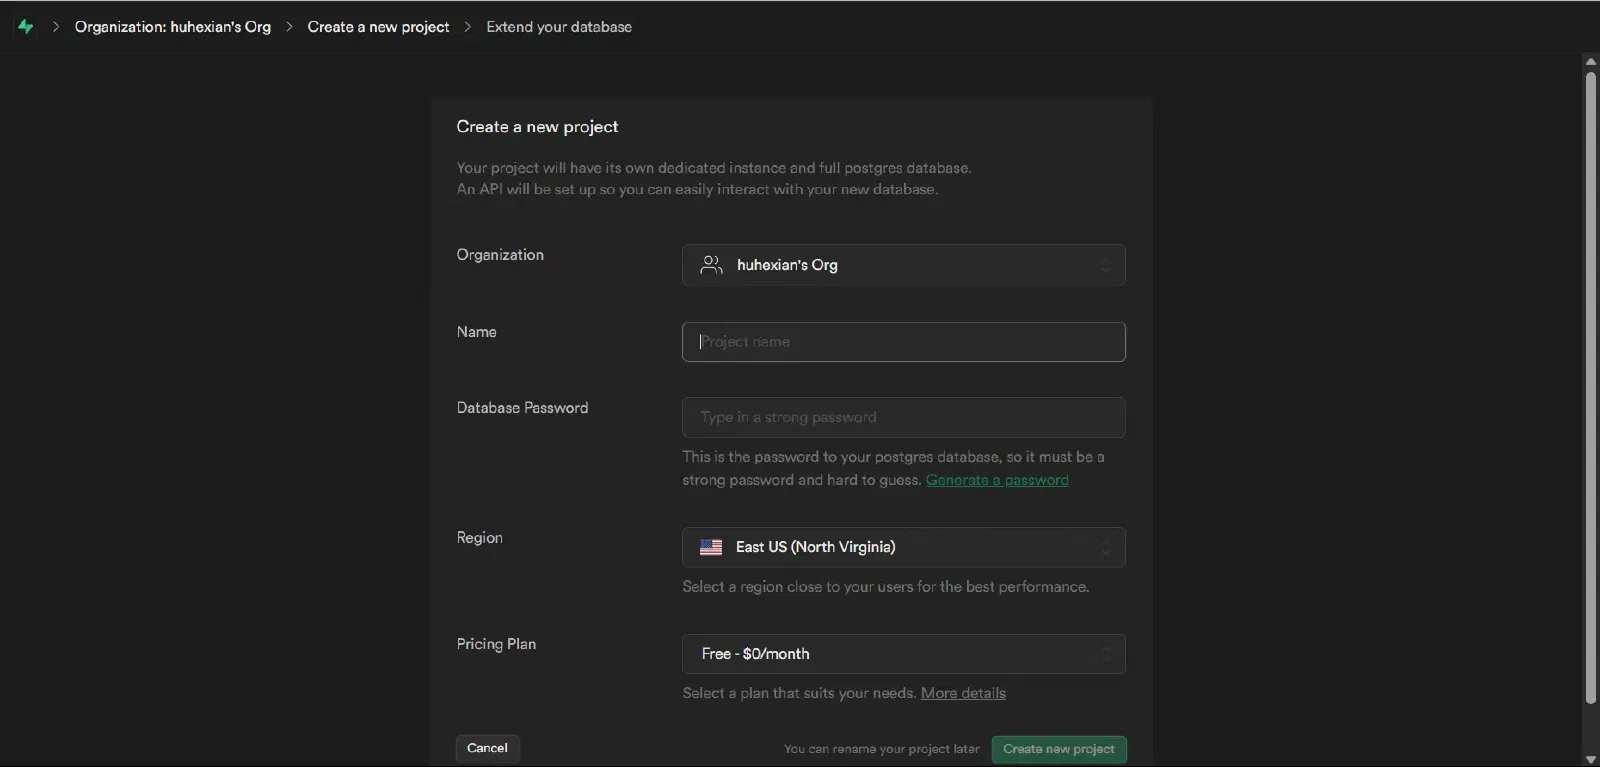 Organization: huhexian's Org > Create a new project > Extend your database
Create a new project
Your project will have its own dedicated instance and full postgres database.
An API will be set up so you can easily interact with your new database.
Organization
huhexian's Org
Name
Project name
Database Password
Type in a strong password
This is the password to your postgres database, so it must be a
strong password and hard to guess. Generate a password
Region
East US (North Virginia)
Select a region close to your users for the best performance.
Pricing Plan
Free - $0/month
Select a plan that suits your needs. More details
Cancel
You can rename your project later
Create new project